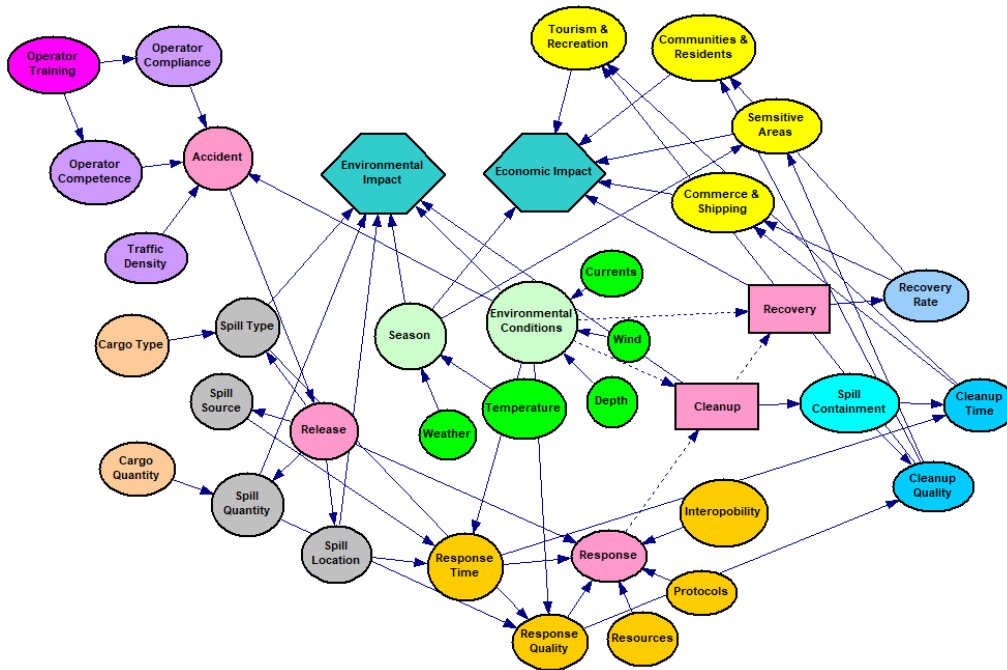 Tourism &
Recreation
Communities &
Residents
Operator
Training
Operator
Compliance
Semsitive
Areas
Accident
Environmental
Impact
Economic Impact
Operator
Competence
Commerce &
Shipping
Traffic
Density
Currents
Recovery
Rate
Recovery
Environmental
Conditions
Spill Type
Season
Wind
Cargo Type
Spill
Source
Release
Weather
Temperature
Depth
Cleanup
Spill
Containment
Cleanup
Time
Cargo
Quantity
Spill
Quantity
Cleanup
Quality
Interopobility
Spill
Location
Response
Time
Response
Protocols
Response
Quality
Resources